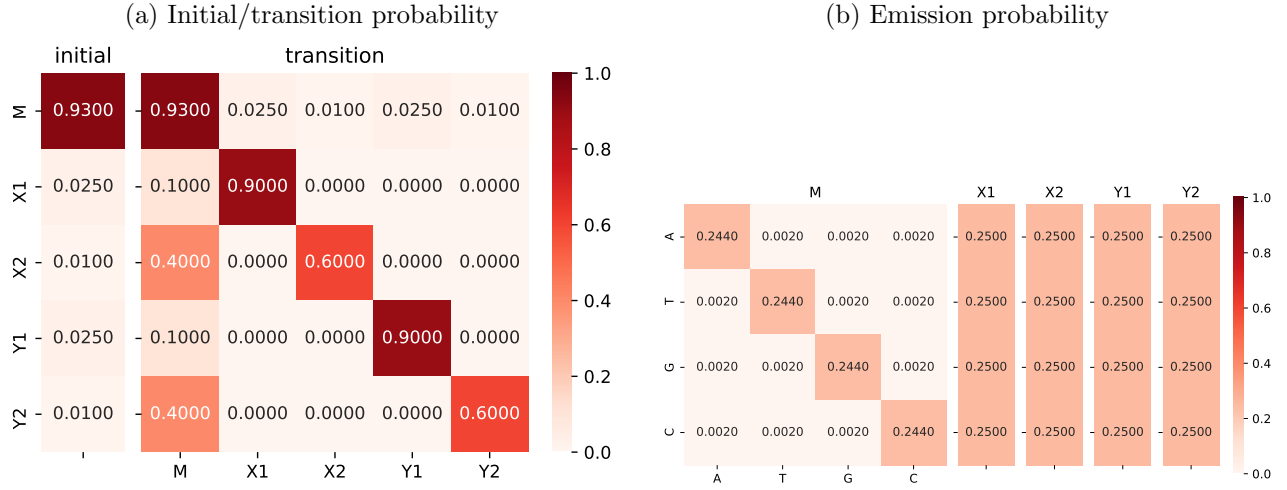 (a) Initial/transition probability
initial transition
M 0.9300 0.9300 0.0250 0.0100 0.0250 0.0100
X1 0.0250 0.1000 0.9000 0.0000 0.0000 0.0000
X2 0.0100 0.4000 0.0000 0.6000 0.0000 0.0000
Y1 0.0250 0.1000 0.0000 0.0000 0.9000 0.0000
Y2 0.0100 0.4000 0.0000 0.0000 0.0000 0.6000
M X1 X2 Y1 Y2
1.0
0.8
0.6
0.4
0.2
0.0
(b) Emission probability
M X1 X2 Y1 Y2
A 0.2440 0.0020 0.0020 0.0020 0.2500 0.2500 0.2500 0.2500
T 0.0020 0.2440 0.0020 0.0020 0.2500 0.2500 0.2500 0.2500
G 0.0020 0.0020 0.2440 0.0020 0.2500 0.2500 0.2500 0.2500
C 0.0020 0.0020 0.0020 0.2440 0.2500 0.2500 0.2500 0.2500
A T G C
1.0
0.8
0.6
0.4
0.2
0.0